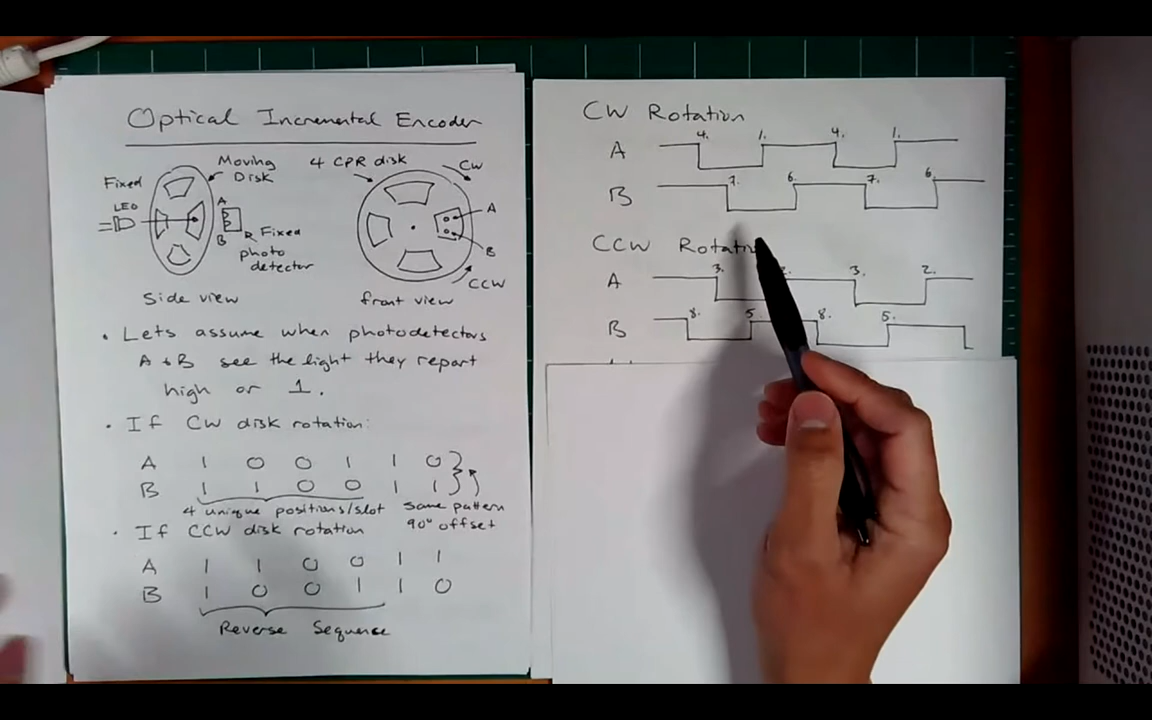 Optical Incremental Encoder
Moving
Disk
Fixed
LED
A
B
Fixed
photo
detector
Side view
4 CPR disk
CW
A
B
CCW
front view
• Lets assume when photodetectors
A + B see the light they report
high or 1.
• If CW disk rotation:
A 1 0 0 1 1 0
B 1 1 0 0 1 1
4 unique positions/slot
same pattern
90° offset
• If CCW disk rotation
A 1 1 0 0 1 1
B 1 0 0 1 1 0
Reverse Sequence
CW Rotation
4. 1. 4. 1.
A
7. 6. 7. 6.
B
CCW
3. 2. 3. 2.
A
8. 5. 8. 5.
B